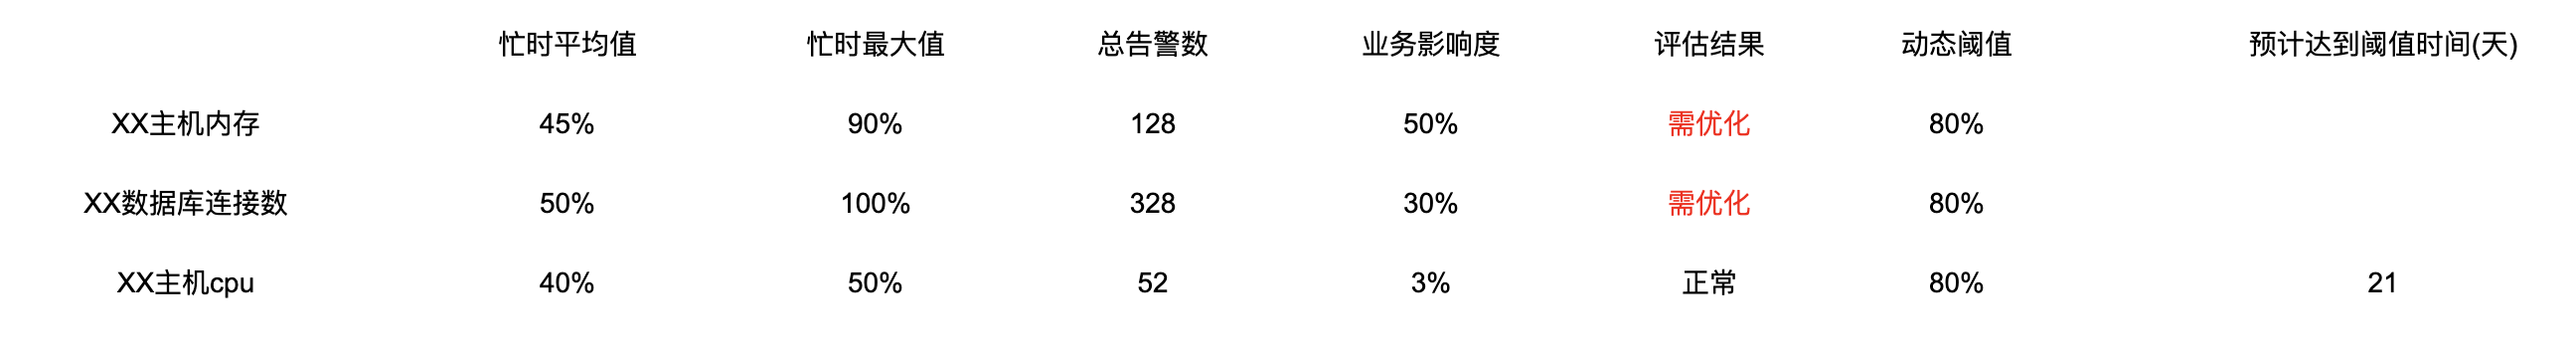 忙时平均值 忙时最大值 总告警数 业务影响度 评估结果 动态阈值 预计达到阈值时间(天)
XX主机内存 45% 90% 128 50% 需优化 80%
XX数据库连接数 50% 100% 328 30% 需优化 80%
XX主机cpu 40% 50% 52 3% 正常 80% 21